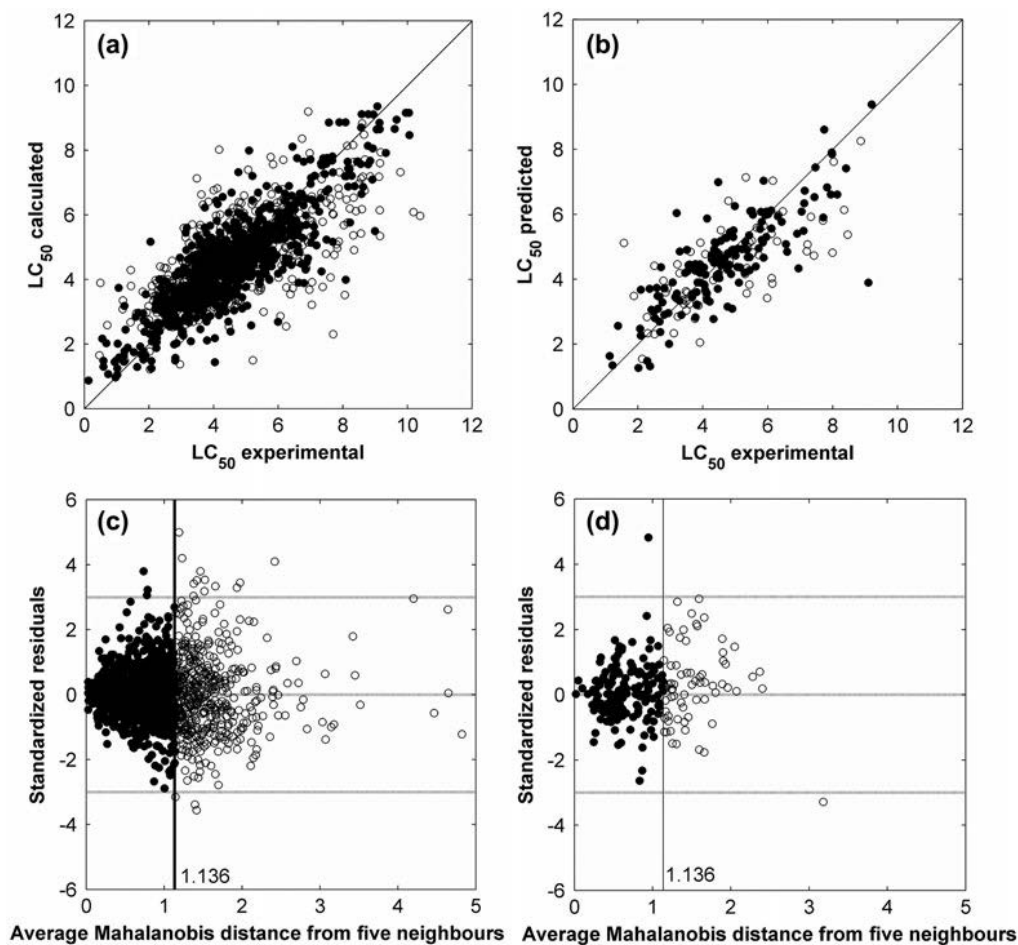 (a)
12
10
8
6
4
2
0
LC50 calculated
0 2 4 6 8 10 12
LC50 experimental
(b)
12
10
8
6
4
2
0
LC50 predicted
0 2 4 6 8 10 12
LC50 experimental
(c)
6
4
2
0
-2
-4
-6
Standardized residuals
1.136
0 1 2 3 4 5
Average Mahalanobis distance from five neighbours
(d)
6
4
2
0
-2
-4
-6
Standardized residuals
1.136
0 1 2 3 4 5
Average Mahalanobis distance from five neighbours